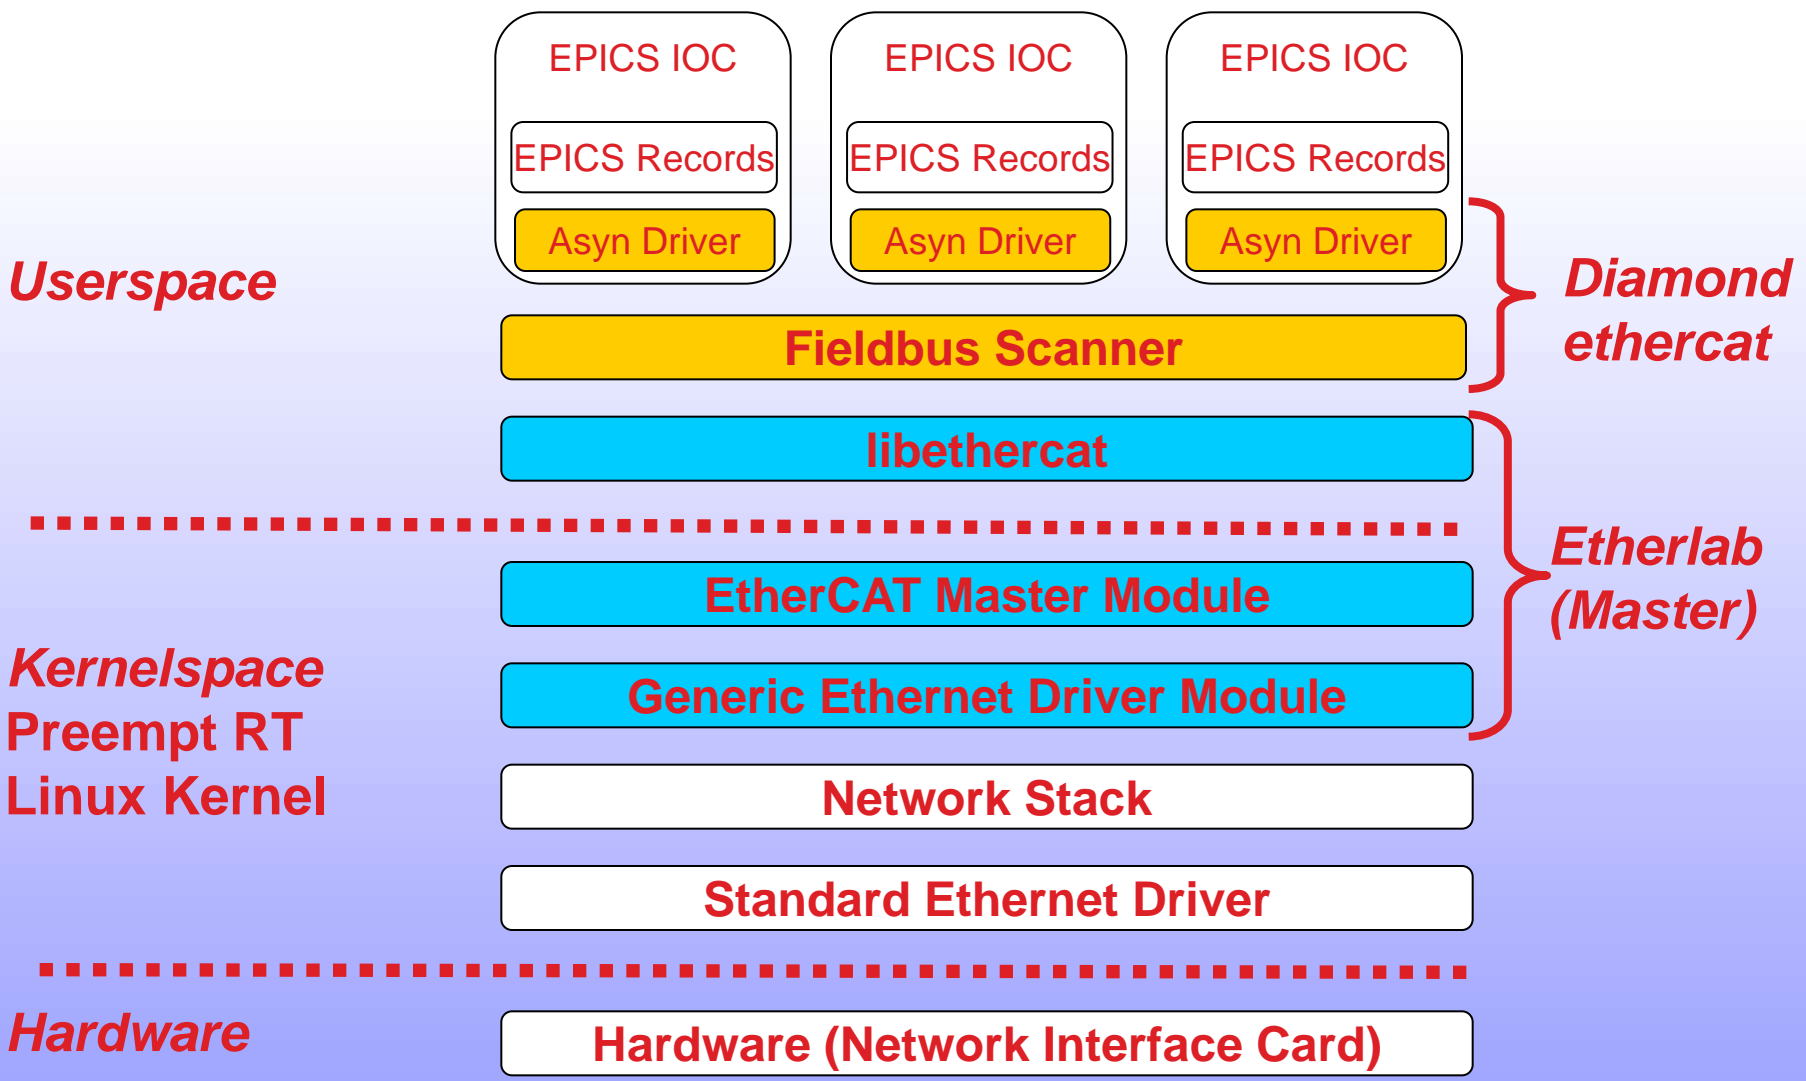 EPICS IOC
EPICS IOC
EPICS IOC
EPICS Records
EPICS Records
EPICS Records
Asyn Driver
Asyn Driver
Asyn Driver
Userspace
Diamond
ethercat
Fieldbus Scanner
libethercat
Etherlab
(Master)
EtherCAT Master Module
Kernelspace
Preempt RT
Linux Kernel
Generic Ethernet Driver Module
Network Stack
Standard Ethernet Driver
Hardware
Hardware (Network Interface Card)